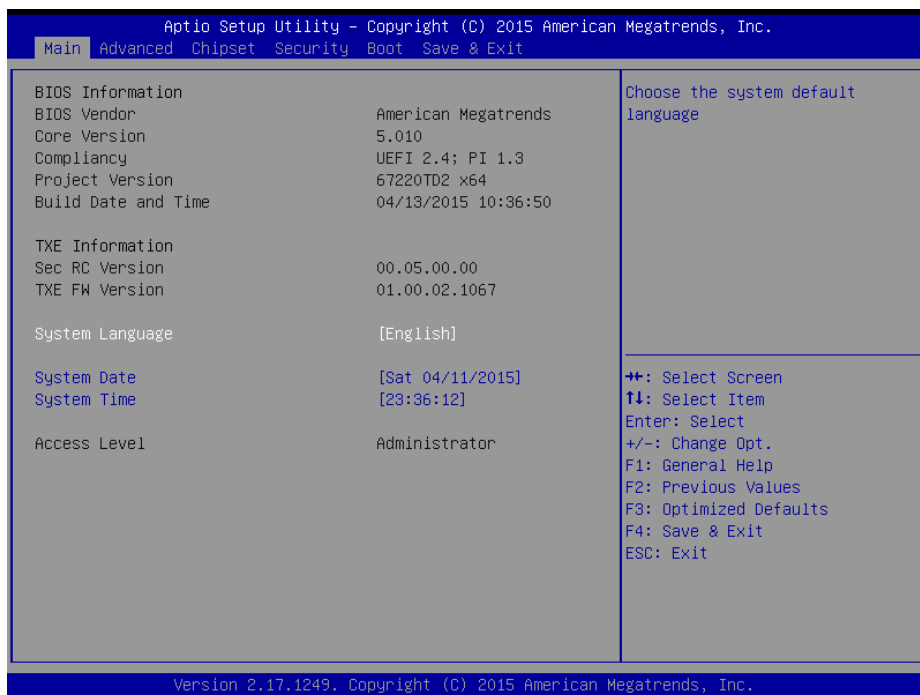 Aptio Setup Utility – Copyright (C) 2015 American Megatrends, Inc.
Main Advanced Chipset Security Boot Save & Exit
BIOS Information
BIOS Vendor American Megatrends
Core Version 5.010
Compliancy UEFI 2.4; PI 1.3
Project Version 67220TD2 x64
Build Date and Time 04/13/2015 10:36:50
TXE Information
Sec RC Version 00.05.00.00
TXE FW Version 01.00.02.1067
System Language [English]
System Date [Sat 04/11/2015]
System Time [23:36:12]
Access Level Administrator
Choose the system default
language
→←: Select Screen
↑↓: Select Item
Enter: Select
+/-: Change Opt.
F1: General Help
F2: Previous Values
F3: Optimized Defaults
F4: Save & Exit
ESC: Exit
Version 2.17.1249. Copyright (C) 2015 American Megatrends, Inc.